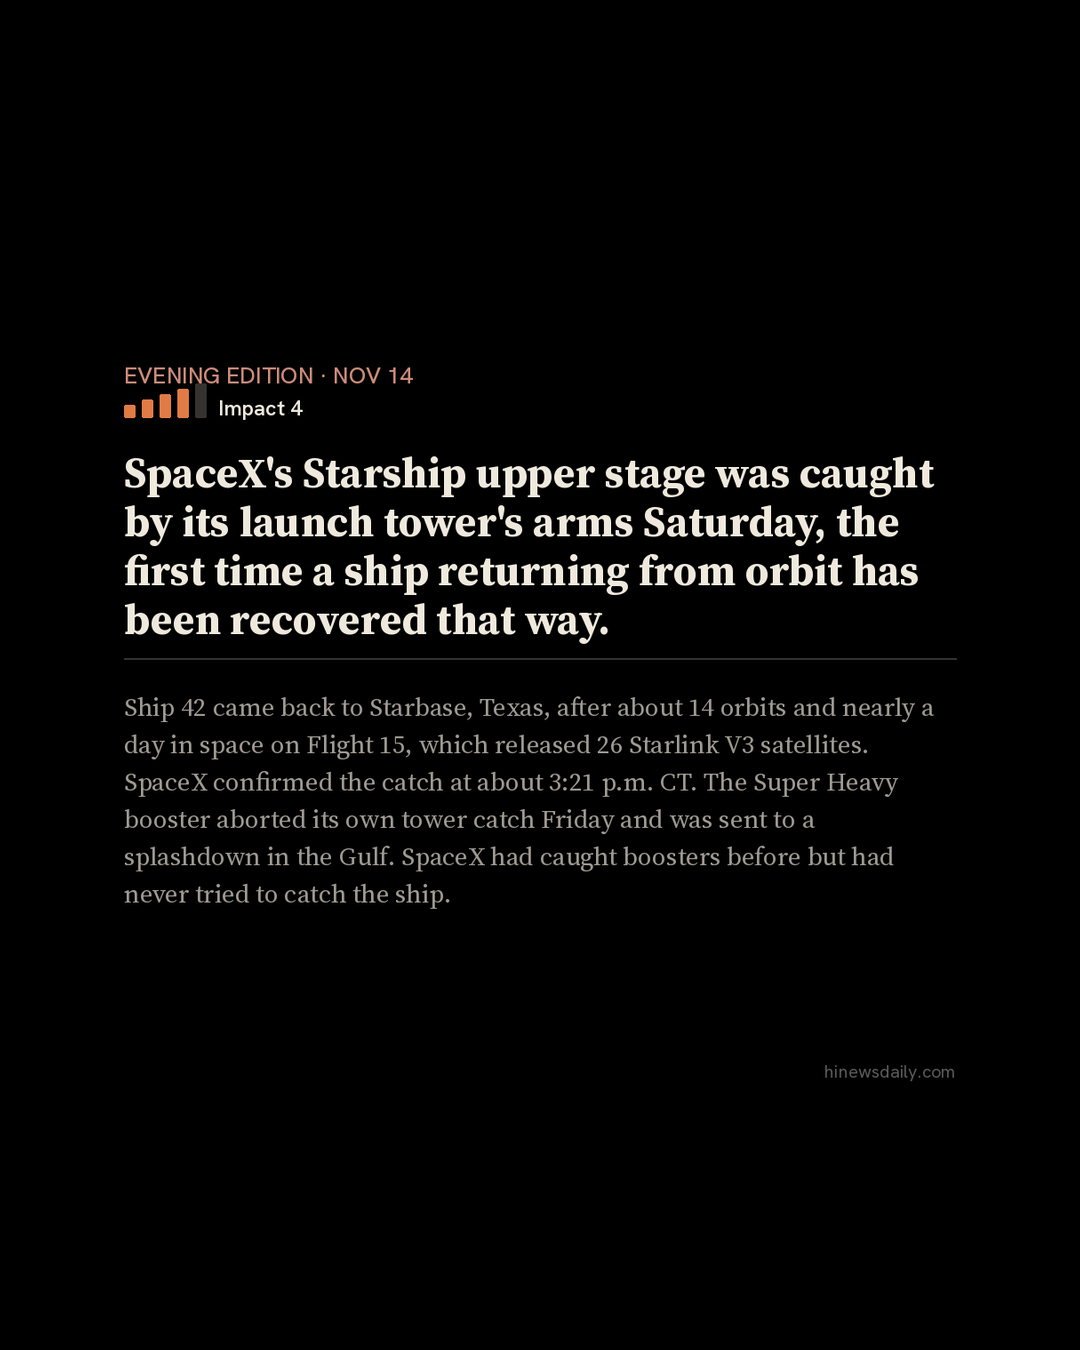 EVENING EDITION · NOV 14
Impact 4
SpaceX's Starship upper stage was caught
by its launch tower's arms Saturday, the
first time a ship returning from orbit has
been recovered that way.
Ship 42 came back to Starbase, Texas, after about 14 orbits and nearly a
day in space on Flight 15, which released 26 Starlink V3 satellites.
SpaceX confirmed the catch at about 3:21 p.m. CT. The Super Heavy
booster aborted its own tower catch Friday and was sent to a
splashdown in the Gulf. SpaceX had caught boosters before but had
never tried to catch the ship.
hinewsdaily.com